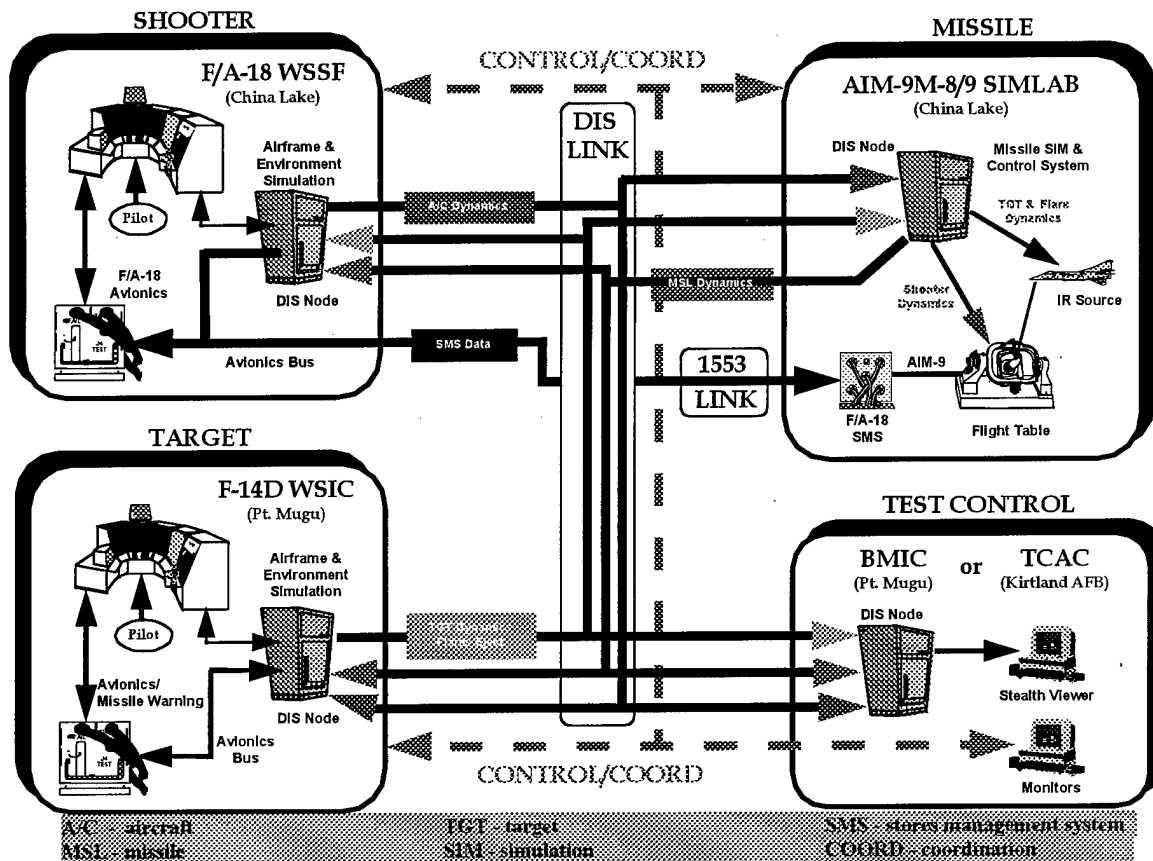 SHOOTER
F/A-18 WSSF
(China Lake)
Airframe &
Environment
Simulation
Pilot
F/A-18
Avionics
DIS Node
Avionics Bus
TEST
CONTROL/COORD
DIS
LINK
A/C Dynamics
MSL Dynamics
SMS Data
1553
LINK
MISSILE
AIM-9M-8/9 SIMLAB
(China Lake)
DIS Node
Missile SIM &
Control System
TGT & Flare
Dynamics
Shooter
Dynamics
IR Source
AIM-9
F/A-18
SMS
Flight Table
TARGET
F-14D WSIC
(Pt. Mugu)
Airframe &
Environment
Simulation
Pilot
Avionics/
Missile Warning
DIS Node
Avionics
Bus
TEST
CONTROL/COORD
TEST CONTROL
BMIC or TCAC
(Pt. Mugu) (Kirtland AFB)
DIS Node
Stealth Viewer
Monitors
A/C - aircraft TGT - target SMS - stores management system
MSL - missile SIM - simulation COORD - coordination